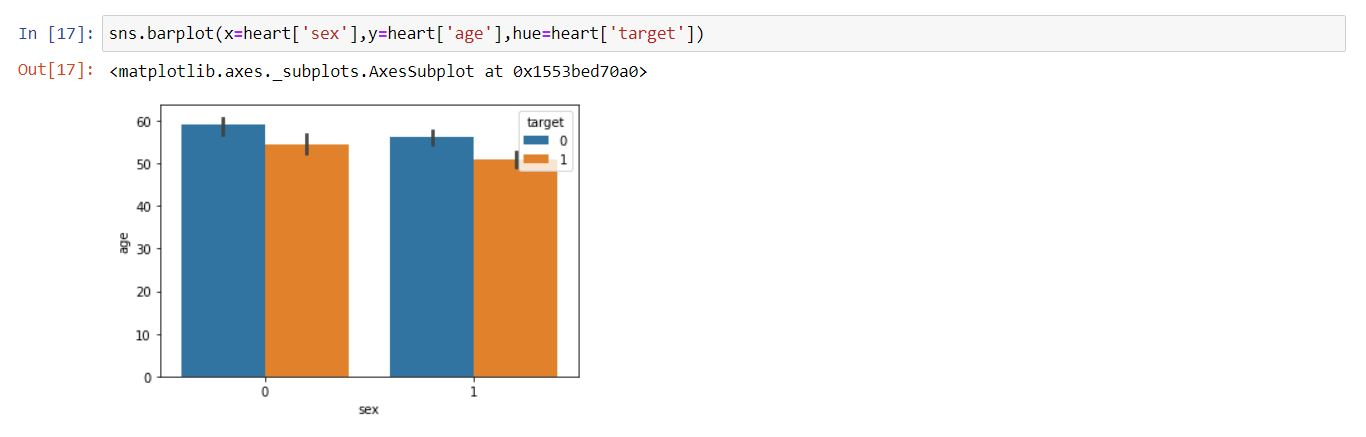 In [17]: sns.barplot(x=heart['sex'],y=heart['age'],hue=heart['target'])
Out[17]: <matplotlib.axes._subplots.AxesSubplot at 0x1553bed70a0>
target
0
1
60
50
40
30
20
10
0
age
0 1
sex